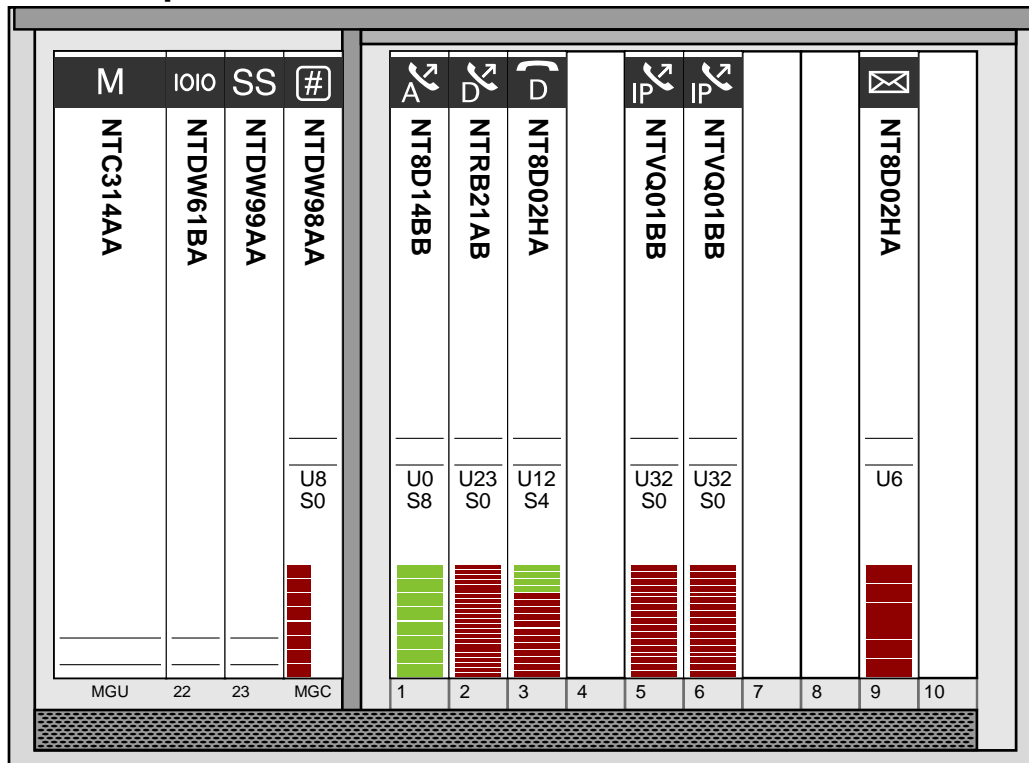 M IOIO SS # A D D IP IP
NTC314AA NTDW61BA NTDW99AA NTDW98AA NT8D14BB NTRB21AB NT8D02HA NTVQ01BB NTVQ01BB NT8D02HA
U8 U0 U23 U12 U32 U32 U6
S0 S8 S0 S4 S0 S0
MGU 22 23 MGC 1 2 3 4 5 6 7 8 9 10